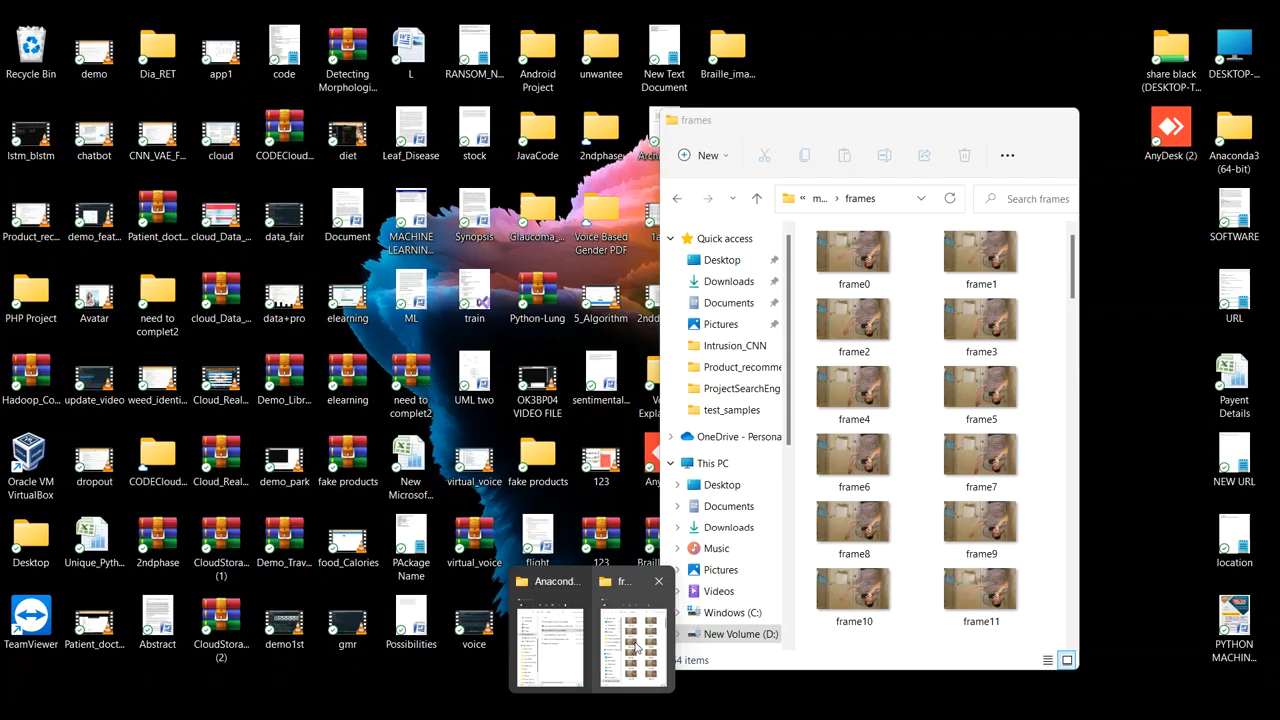 Recycle Bin
demo
Dia_RET
app1
code
Detecting
Morphologi...
L
RANSOM_N...
Android
Project
unwantee
New Text
Document
Braille_ima...
share black
(DESKTOP-T...
DESKTOP-...
lstm_blstm
chatbot
CNN_VAE_F...
cloud
CODECloud...
diet
Leaf_Disease
stock
JavaCode
2ndphase
AnyDesk (2)
Anaconda3
(64-bit)
Product_rec...
demo_feat...
Patient_doct...
cloud_Data_...
data_fair
Document
MACHINE
LEARNIN...
Synopsis
Glaucoma_...
Voice Based
Gender PDF
SOFTWARE
PHP Project
Avatar
need to
complet2
cloud_Data_...
data+pro
elearning
ML
train
Python-Lung
5_Algorithm
URL
Hadoop_Co...
update_video
weed_identi...
Cloud_Real...
Demo_Libr...
elearning
need to
complet2
UML two
OK3BP04
VIDEO FILE
sentimental...
Payent
Details
Oracle VM
VirtualBox
dropout
CODECloud...
Cloud_Real...
demo_park
fake products
New
Microsof...
virtual_voice
fake products
123
NEW URL
Desktop
Unique_Pyth...
2ndphase
CloudStora...
(1)
Demo_Trav...
food_Calories
PAckage
Name
virtual_voice
flight
123
location
TeamViewer
Patient_Doct...
Abstract
CloudStora...
(2)
demo1st
qmr
Possibilities
voice
PYTHON
MACHIN...
frames
New
m...
frames
Search frames
Quick access
Desktop
Downloads
Documents
Pictures
Intrusion_CNN
Product_recomme
ProjectSearchEng
test_samples
OneDrive - Persona
This PC
Desktop
Documents
Downloads
Music
Pictures
Videos
Windows (C:)
frame0
frame1
frame2
frame3
frame4
frame5
frame6
frame7
frame8
frame9
frame10
frame11
Anacond...
fr...